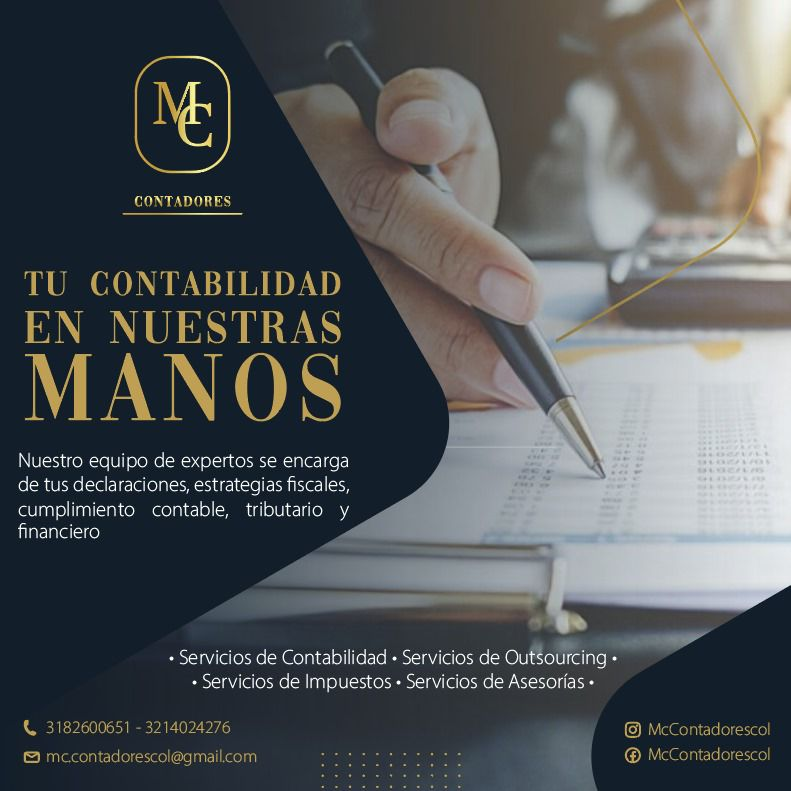 MC
CONTADORES
TU CONTABILIDAD
EN NUESTRAS
MANOS
Nuestro equipo de expertos se encarga
de tus declaraciones, estrategias fiscales,
cumplimiento contable, tributario y
financiero
• Servicios de Contabilidad • Servicios de Outsourcing •
• Servicios de Impuestos • Servicios de Asesorías •
3182600651 - 3214024276
mc.contadorescol@gmail.com
McContadorescol
McContadorescol